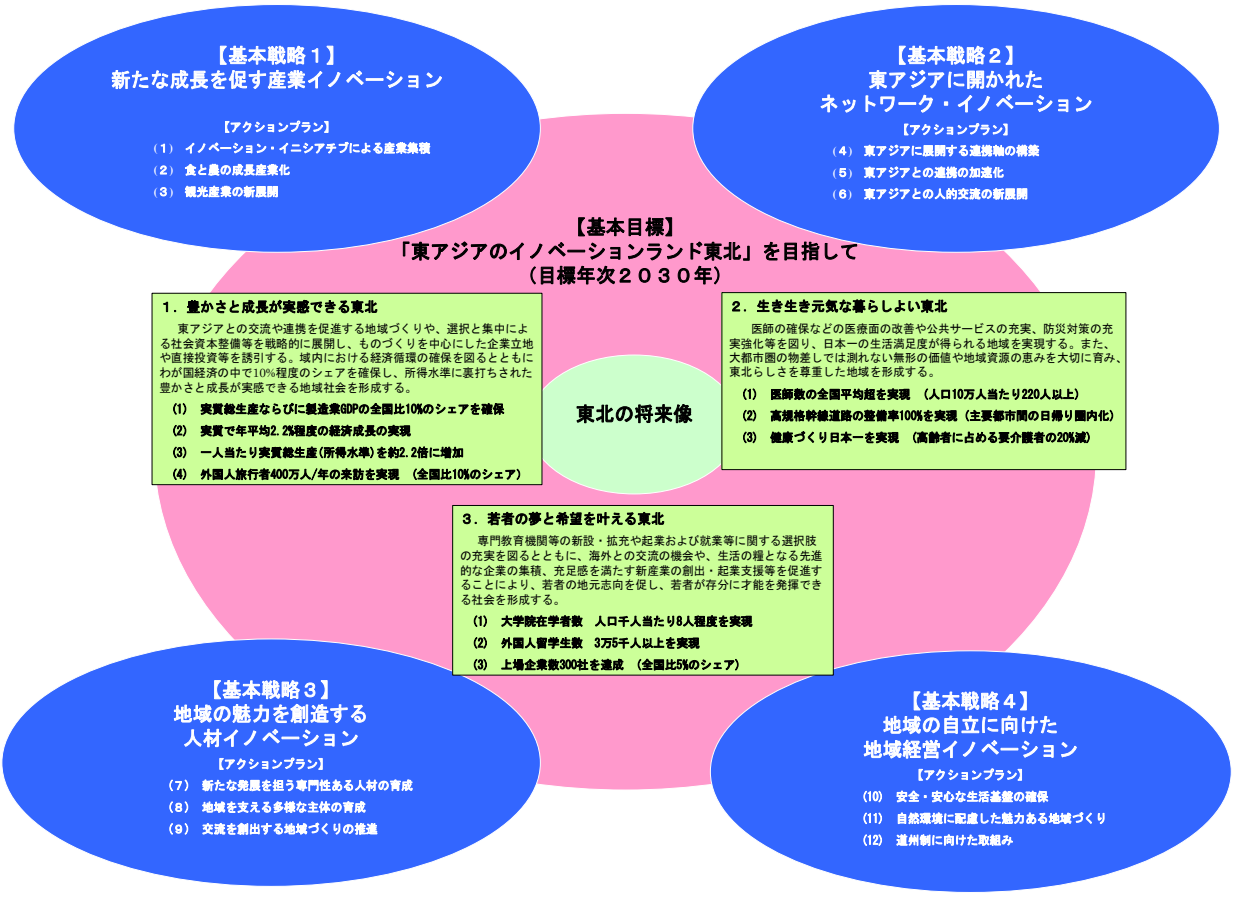 【基本戦略１】
新たな成長を促す産業イノベーション
【アクションプラン】
（１） イノベーション・イニシアチブによる産業集積
（２） 食と農の成長産業化
（３） 観光産業の新展開
【基本戦略２】
東アジアに開かれた
ネットワーク・イノベーション
【アクションプラン】
（４） 東アジアに展開する連携軸の構築
（５） 東アジアとの連携の加速化
（６） 東アジアとの人的交流の新展開
【基本目標】
「東アジアのイノベーションランド東北」を目指して
（目標年次２０３０年）
１．豊かさと成長が実感できる東北
東アジアとの交流や連携を促進する地域づくりや、選択と集中によ
る社会資本整備等を戦略的に展開し、ものづくりを中心にした企業立地
や直接投資等を誘引する。域内における経済循環の確保を図るとともに
わが国経済の中で10%程度のシェアを確保し、所得水準に裏打ちされた
豊かさと成長が実感できる地域社会を形成する。
(1) 実質総生産ならびに製造業GDPの全国比10%のシェアを確保
(2) 実質で年平均2.2%程度の経済成長の実現
(3) 一人当たり実質総生産(所得水準)を約2.2倍に増加
(4) 外国人旅行者400万人/年の来訪を実現 （全国比10%のシェア）
２．生き生き元気な暮らしよい東北
医師の確保などの医療面の改善や公共サービスの充実、防災対策の充
実強化等を図り、日本一の生活満足度が得られる地域を実現する。また、
大都市圏の物差しでは測れない無形の価値や地域資源の恵みを大切に育み、
東北らしさを尊重した地域を形成する。
(1) 医師数の全国平均超を実現 （人口10万人当たり220人以上）
(2) 高規格幹線道路の整備率100%を実現（主要都市間の日帰り圏内化）
(3) 健康づくり日本一を実現 （高齢者に占める要介護者の20%減）
東北の将来像
３．若者の夢と希望を叶える東北
専門教育機関等の新設・拡充や起業および就業等に関する選択肢
の充実を図るとともに、海外との交流の機会や、生活の糧となる先進
的な企業の集積、充足感を満たす新産業の創出・起業支援等を促進す
ることにより、若者の地元志向を促し、若者が存分に才能を発揮でき
る社会を形成する。
(1) 大学院在学者数 人口千人当たり8人程度を実現
(2) 外国人留学生数 3万5千人以上を実現
(3) 上場企業数300社を達成 （全国比5%のシェア）
【基本戦略３】
地域の魅力を創造する
人材イノベーション
【アクションプラン】
（７） 新たな発展を担う専門性ある人材の育成
（８） 地域を支える多様な主体の育成
（９） 交流を創出する地域づくりの推進
【基本戦略４】
地域の自立に向けた
地域経営イノベーション
【アクションプラン】
(10) 安全・安心な生活基盤の確保
(11) 自然環境に配慮した魅力ある地域づくり
(12) 道州制に向けた取組み